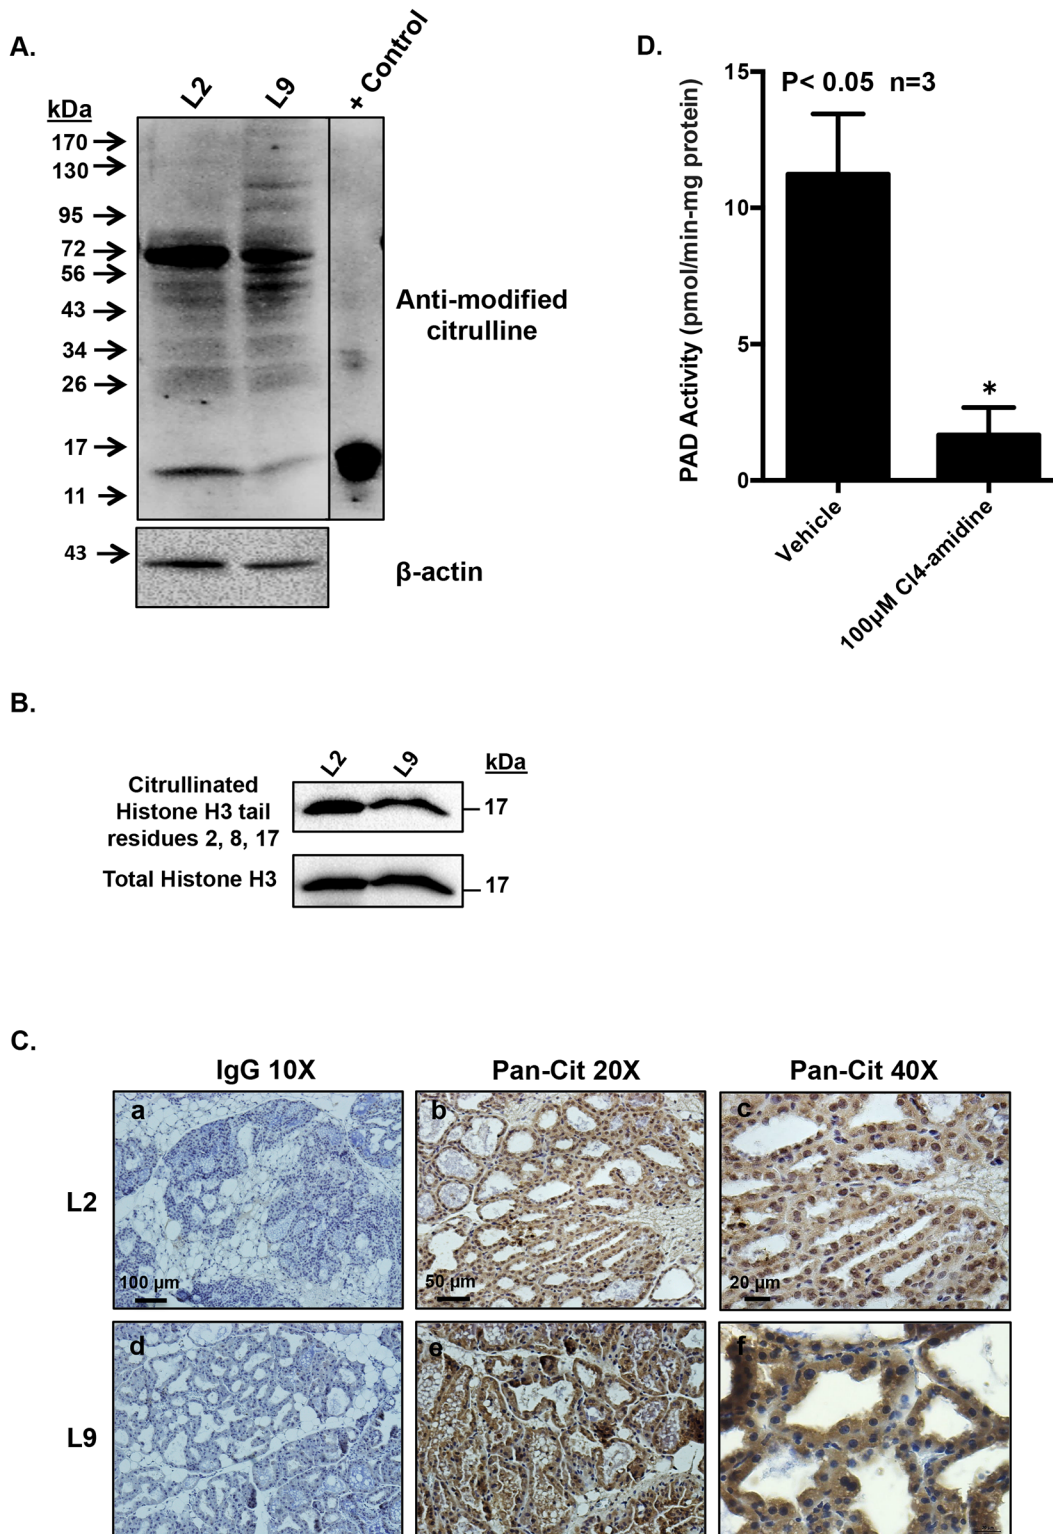 A.
kDa
L2
L9
+ Control
170
130
95
72
56
43
34
26
17
11
Anti-modified
citrulline
43
β-actin
D.
P< 0.05 n=3
PAD Activity (pmol/min-mg protein)
15
10
5
0
*
Vehicle
100µM Cl4-amidine
B.
L2
L9
kDa
Citrullinated
Histone H3 tail
residues 2, 8, 17
17
Total Histone H3
17
C.
IgG 10X
Pan-Cit 20X
Pan-Cit 40X
L2
a
100 µm
b
50 µm
c
20 µm
L9
d
e
f